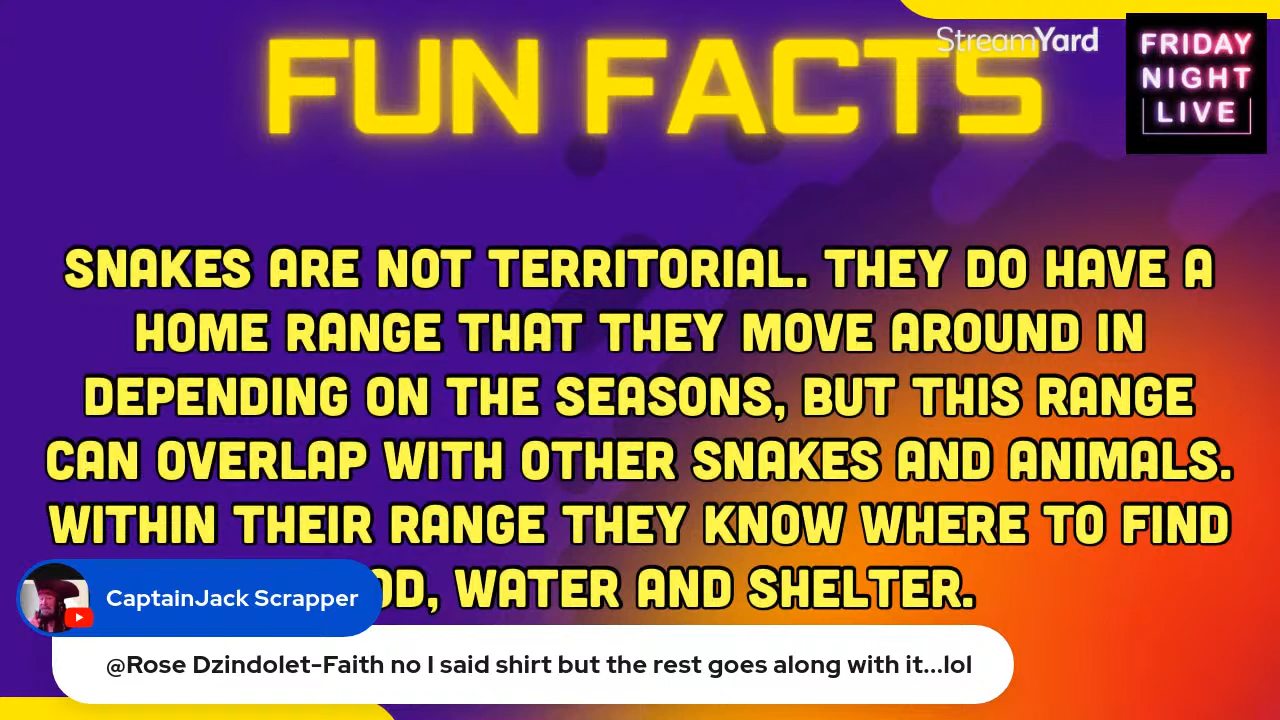 StreamYard
FUN FACTS
FRIDAY
NIGHT
LIVE
SNAKES ARE NOT TERRITORIAL. THEY DO HAVE A
HOME RANGE THAT THEY MOVE AROUND IN
DEPENDING ON THE SEASONS, BUT THIS RANGE
CAN OVERLAP WITH OTHER SNAKES AND ANIMALS.
WITHIN THEIR RANGE THEY KNOW WHERE TO FIND
OD, WATER AND SHELTER.
CaptainJack Scrapper
@Rose Dzindolet-Faith no I said shirt but the rest goes along with it...lol